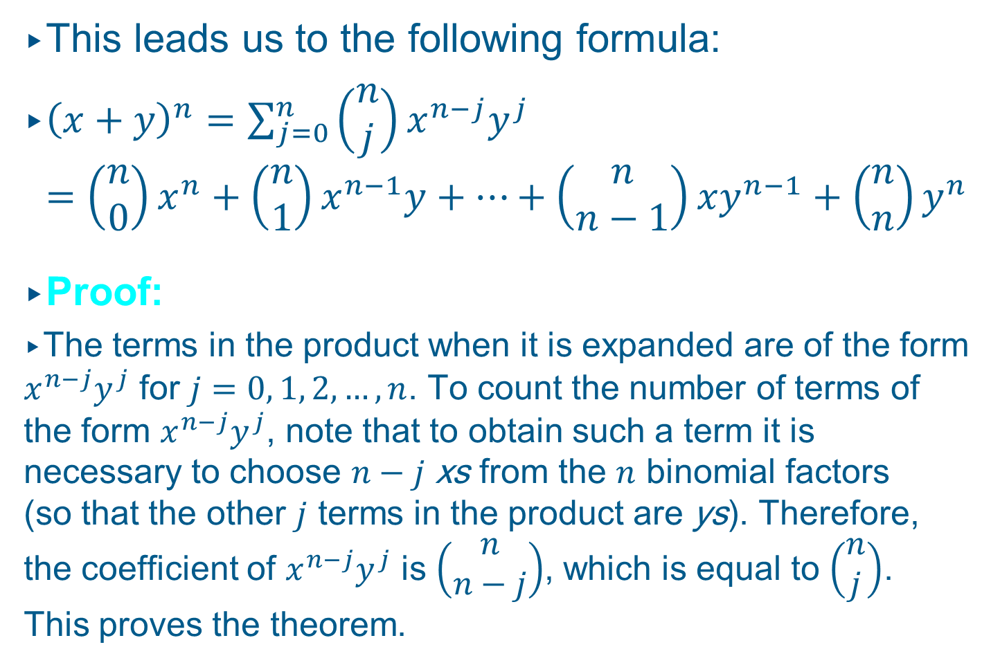 ▸This leads us to the following formula:
▸(x + y)^n = ∑_{j=0}^{n} \binom{n}{j} x^{n−j} y^j
= \binom{n}{0} x^n + \binom{n}{1} x^{n−1} y + ⋯ + \binom{n}{n − 1} xy^{n−1} + \binom{n}{n} y^n
▸Proof:
▸The terms in the product when it is expanded are of the form
x^{n−j} y^j for j = 0, 1, 2, … , n. To count the number of terms of
the form x^{n−j} y^j, note that to obtain such a term it is
necessary to choose n − j xs from the n binomial factors
(so that the other j terms in the product are ys). Therefore,
the coefficient of x^{n−j} y^j is \binom{n}{n − j}, which is equal to \binom{n}{j}.
This proves the theorem.